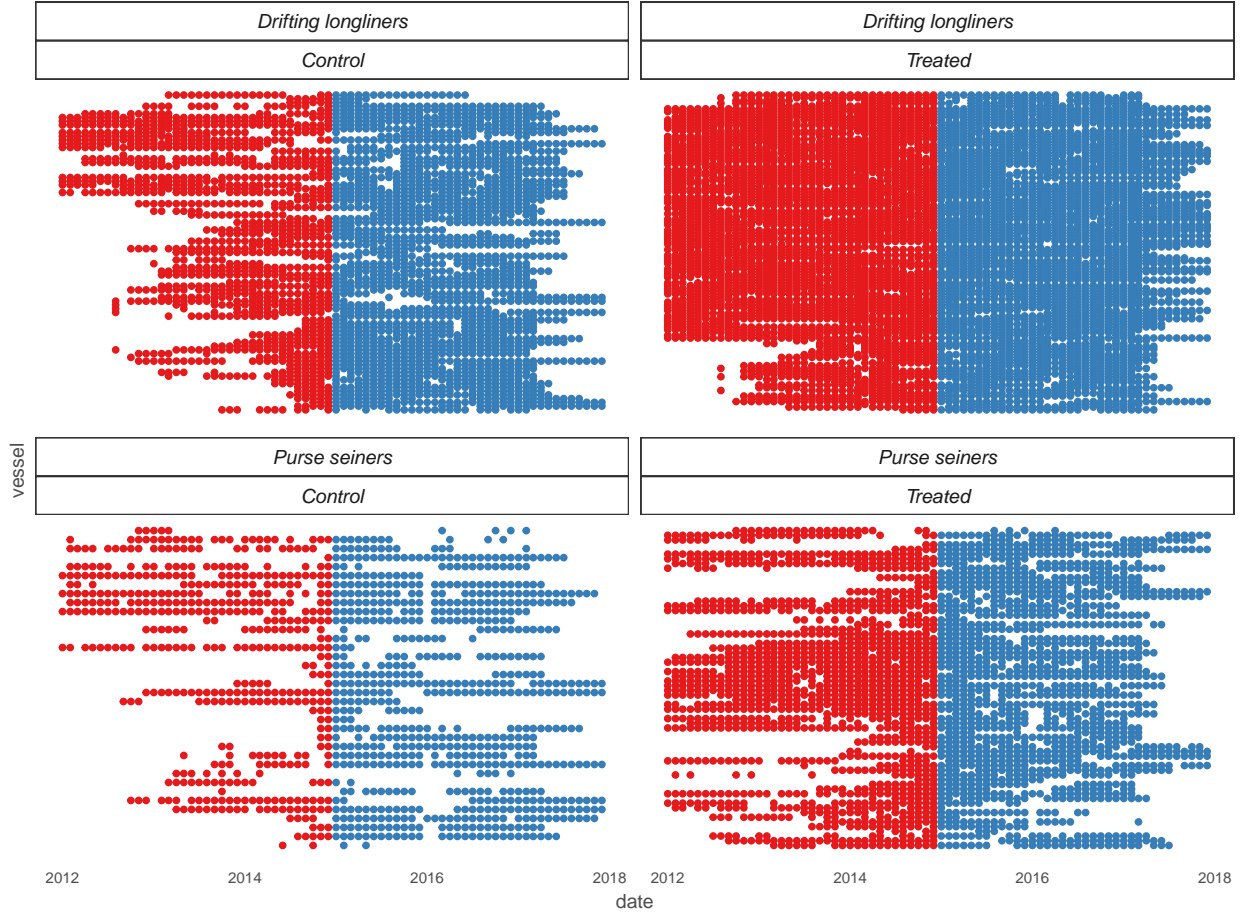 Drifting longliners
Control
Drifting longliners
Treated
vessel
Purse seiners
Control
Purse seiners
Treated
2012 2014 2016 2018 2012 2014 2016 2018
date